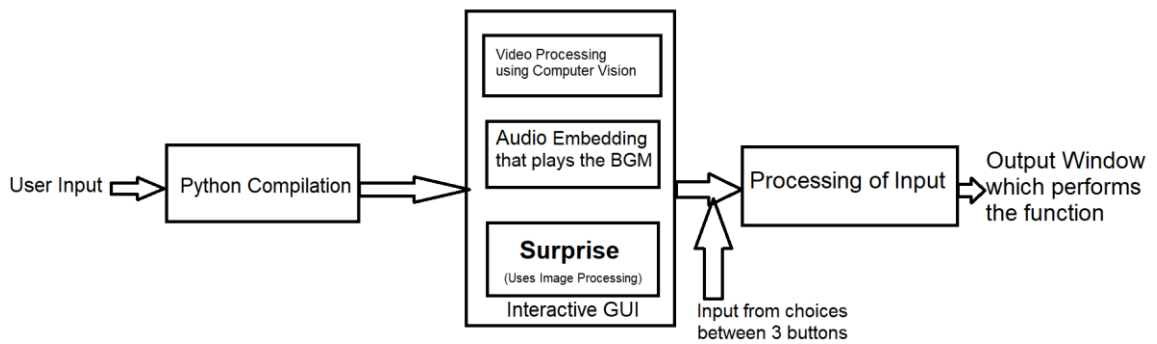 User Input
Python Compilation
Video Processing
using Computer Vision
Audio Embedding
that plays the BGM
Surprise
(Uses Image Processing)
Interactive GUI
Input from choices
between 3 buttons
Processing of Input
Output Window
which performs
the function